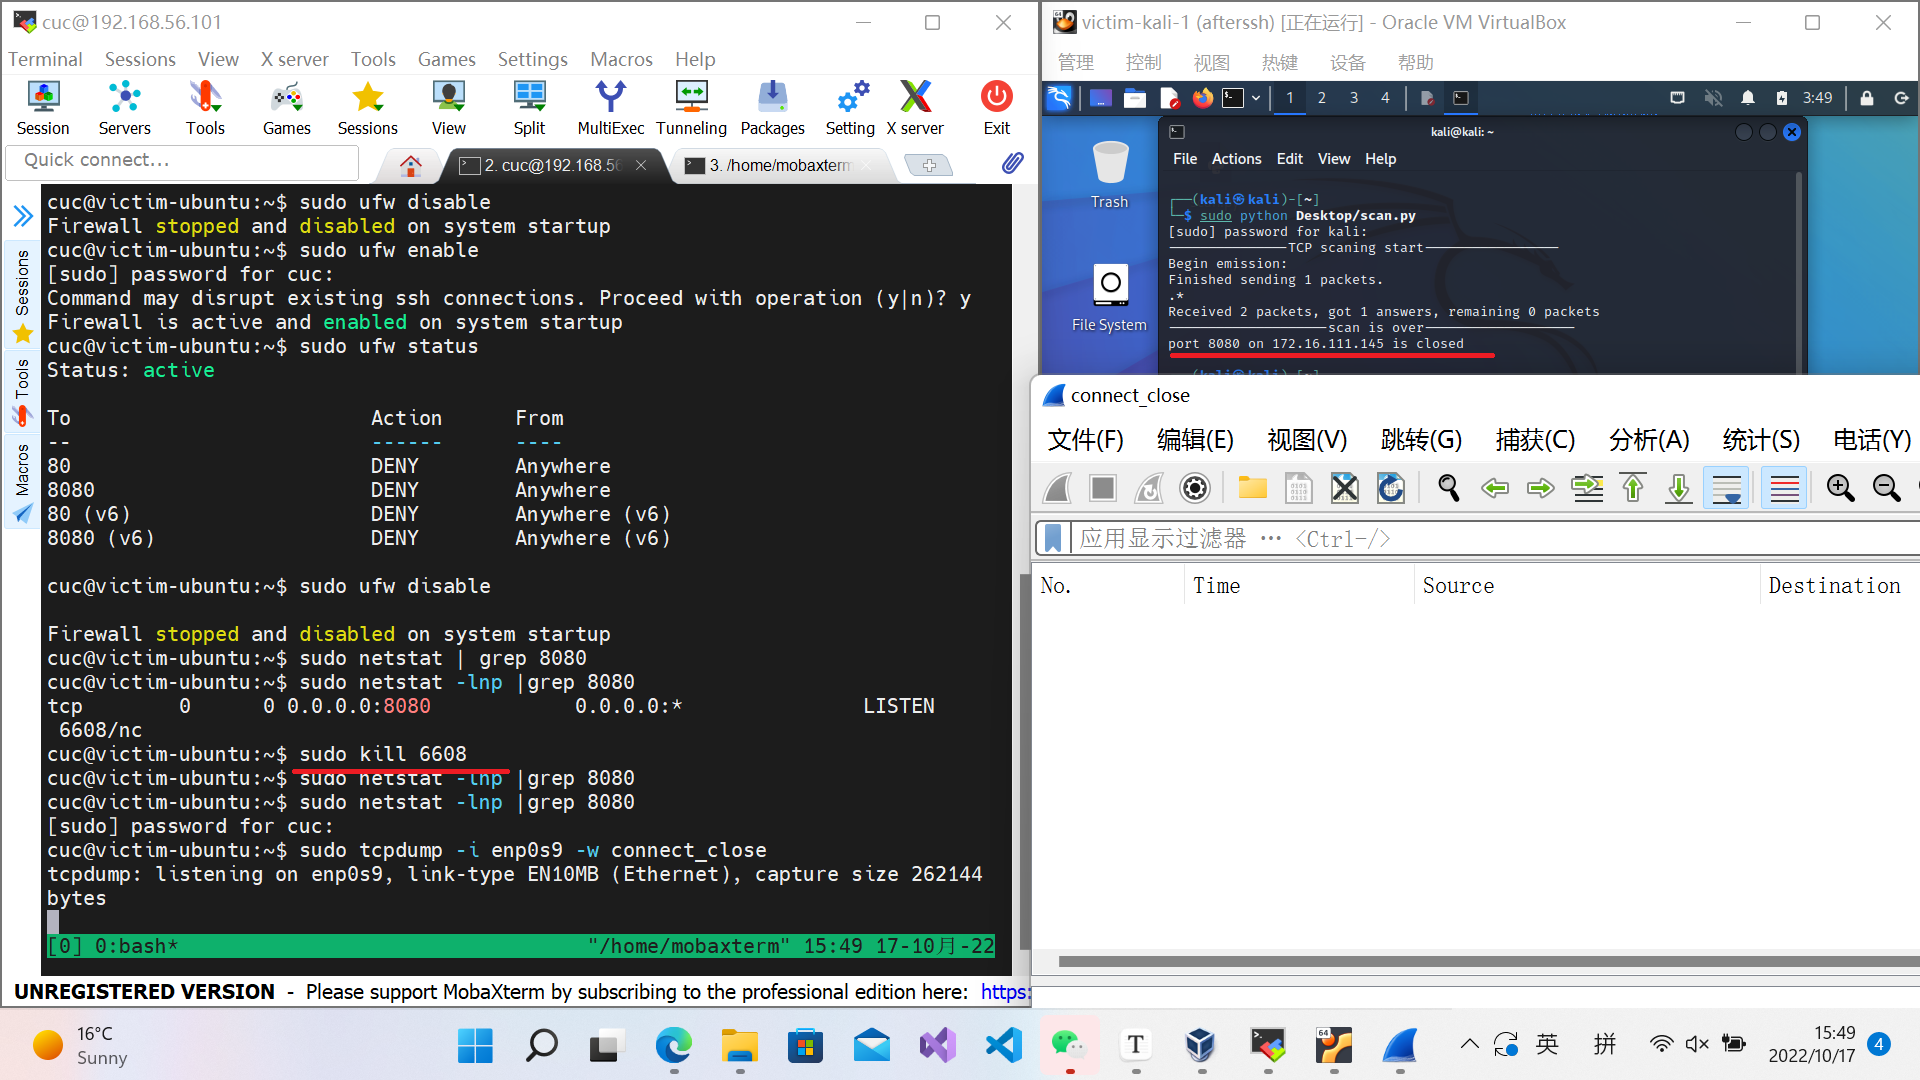 cuc@192.168.56.101
Terminal Sessions View X server Tools Games Settings Macros Help
Session Servers Tools Games Sessions View Split MultiExec Tunneling Packages Setting X server Exit
Quick connect...
2. cuc@192.168.56
3. /home/mobaxterm
Sessions
Tools
Macros
cuc@victim-ubuntu:~$ sudo ufw disable
Firewall stopped and disabled on system startup
cuc@victim-ubuntu:~$ sudo ufw enable
[sudo] password for cuc:
Command may disrupt existing ssh connections. Proceed with operation (y|n)? y
Firewall is active and enabled on system startup
cuc@victim-ubuntu:~$ sudo ufw status
Status: active
To Action From
-- ------ ----
80 DENY Anywhere
8080 DENY Anywhere
80 (v6) DENY Anywhere (v6)
8080 (v6) DENY Anywhere (v6)
cuc@victim-ubuntu:~$ sudo ufw disable
Firewall stopped and disabled on system startup
cuc@victim-ubuntu:~$ sudo netstat | grep 8080
cuc@victim-ubuntu:~$ sudo netstat -lnp |grep 8080
tcp 0 0 0.0.0.0:8080 0.0.0.0:* LISTEN
6608/nc
cuc@victim-ubuntu:~$ sudo kill 6608
cuc@victim-ubuntu:~$ sudo netstat -lnp |grep 8080
cuc@victim-ubuntu:~$ sudo netstat -lnp |grep 8080
[sudo] password for cuc:
cuc@victim-ubuntu:~$ sudo tcpdump -i enp0s9 -w connect_close
tcpdump: listening on enp0s9, link-type EN10MB (Ethernet), capture size 262144
bytes
[0] 0:bash* "/home/mobaxterm" 15:49 17-10月-22
UNREGISTERED VERSION - Please support MobaXterm by subscribing to the professional edition here: https:
victim-kali-1 (afterssh) [正在运行] - Oracle VM VirtualBox
管理 控制 视图 热键 设备 帮助
1 2 3 4 3:49
Trash
File System
kali@kali: ~
File Actions Edit View Help
┌──(kali㉿kali)-[~]
└─$ sudo python Desktop/scan.py
[sudo] password for kali:
───────────────TCP scaning start─────────────────
Begin emission:
Finished sending 1 packets.
.*
Received 2 packets, got 1 answers, remaining 0 packets
────────────────────scan is over───────────────────
port 8080 on 172.16.111.145 is closed
connect_close
文件(F) 编辑(E) 视图(V) 跳转(G) 捕获(C) 分析(A) 统计(S) 电话(Y)
应用显示过滤器 … <Ctrl-/>
No. Time Source Destination
16°C
Sunny
英 拼
15:49
2022/10/17
4